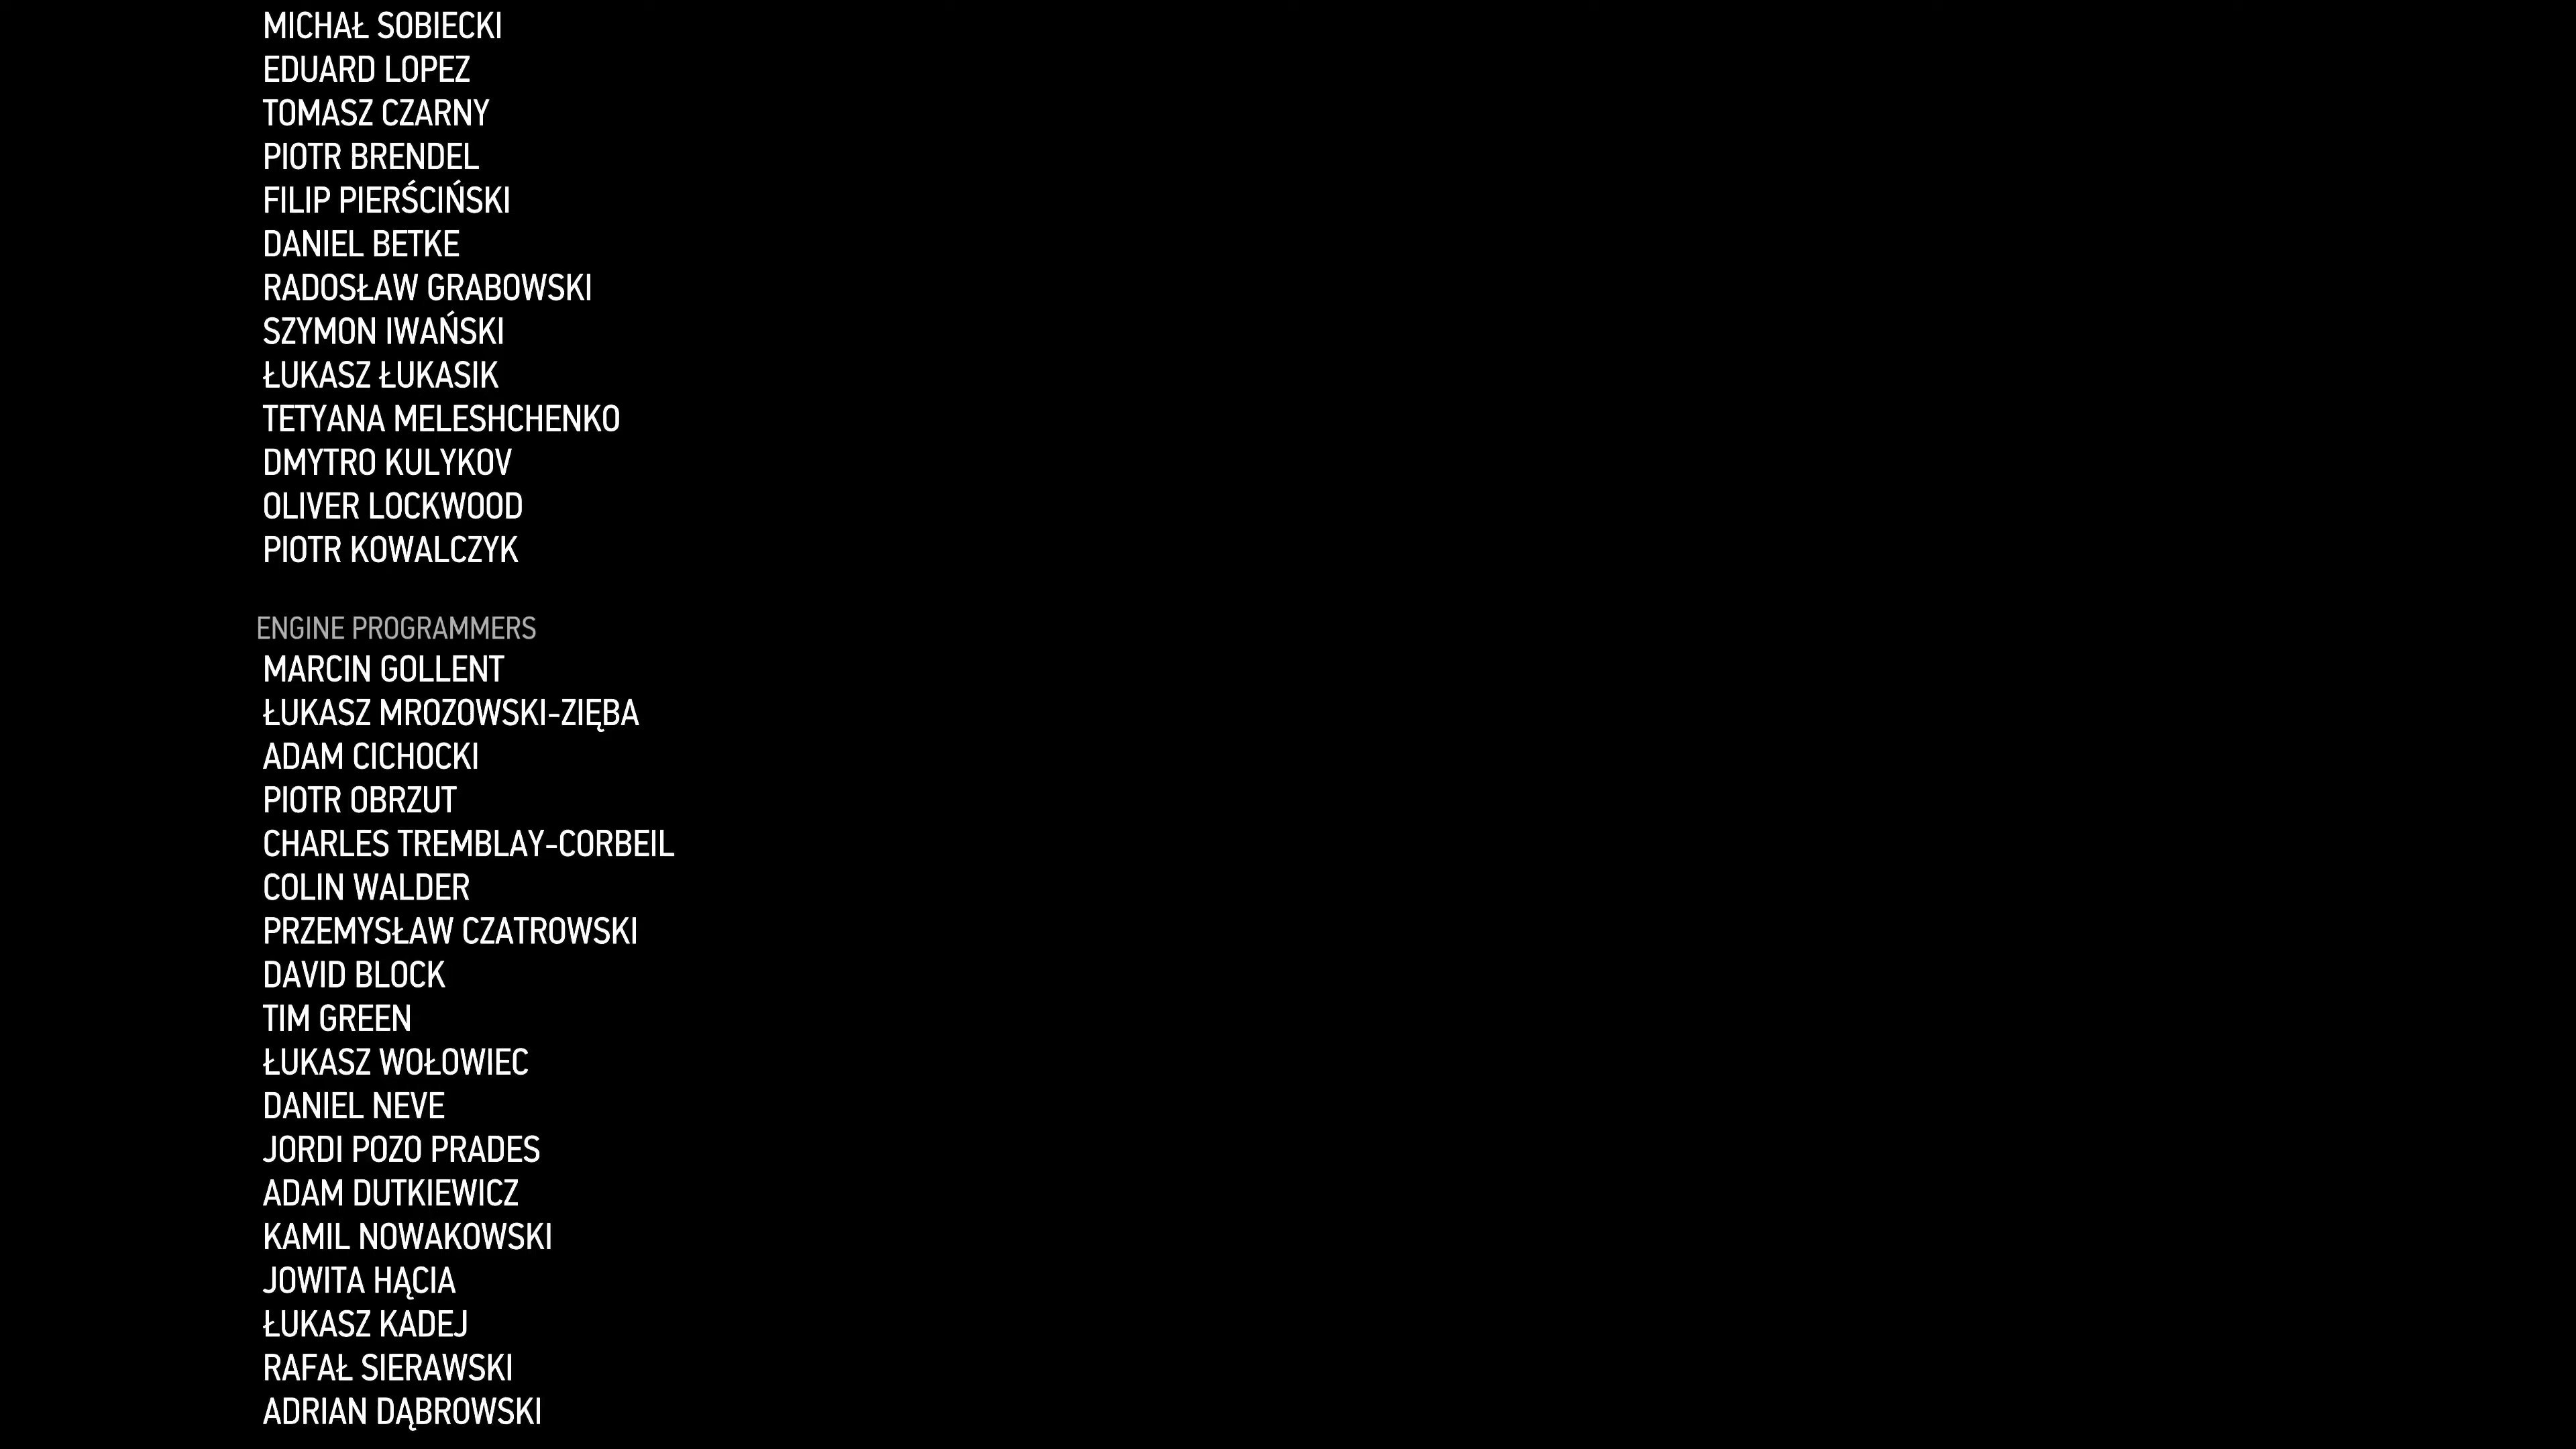 MICHAŁ SOBIECKI
EDUARD LOPEZ
TOMASZ CZARNY
PIOTR BRENDEL
FILIP PIERŚCIŃSKI
DANIEL BETKE
RADOSŁAW GRABOWSKI
SZYMON IWAŃSKI
ŁUKASZ ŁUKASIK
TETYANA MELESHCHENKO
DMYTRO KULYKOV
OLIVER LOCKWOOD
PIOTR KOWALCZYK
ENGINE PROGRAMMERS
MARCIN GOLLENT
ŁUKASZ MROZOWSKI-ZIĘBA
ADAM CICHOCKI
PIOTR OBRZUT
CHARLES TREMBLAY-CORBEIL
COLIN WALDER
PRZEMYSŁAW CZATROWSKI
DAVID BLOCK
TIM GREEN
ŁUKASZ WOŁOWIEC
DANIEL NEVE
JORDI POZO PRADES
ADAM DUTKIEWICZ
KAMIL NOWAKOWSKI
JOWITA HĄCIA
ŁUKASZ KADEJ
RAFAŁ SIERAWSKI
ADRIAN DĄBROWSKI